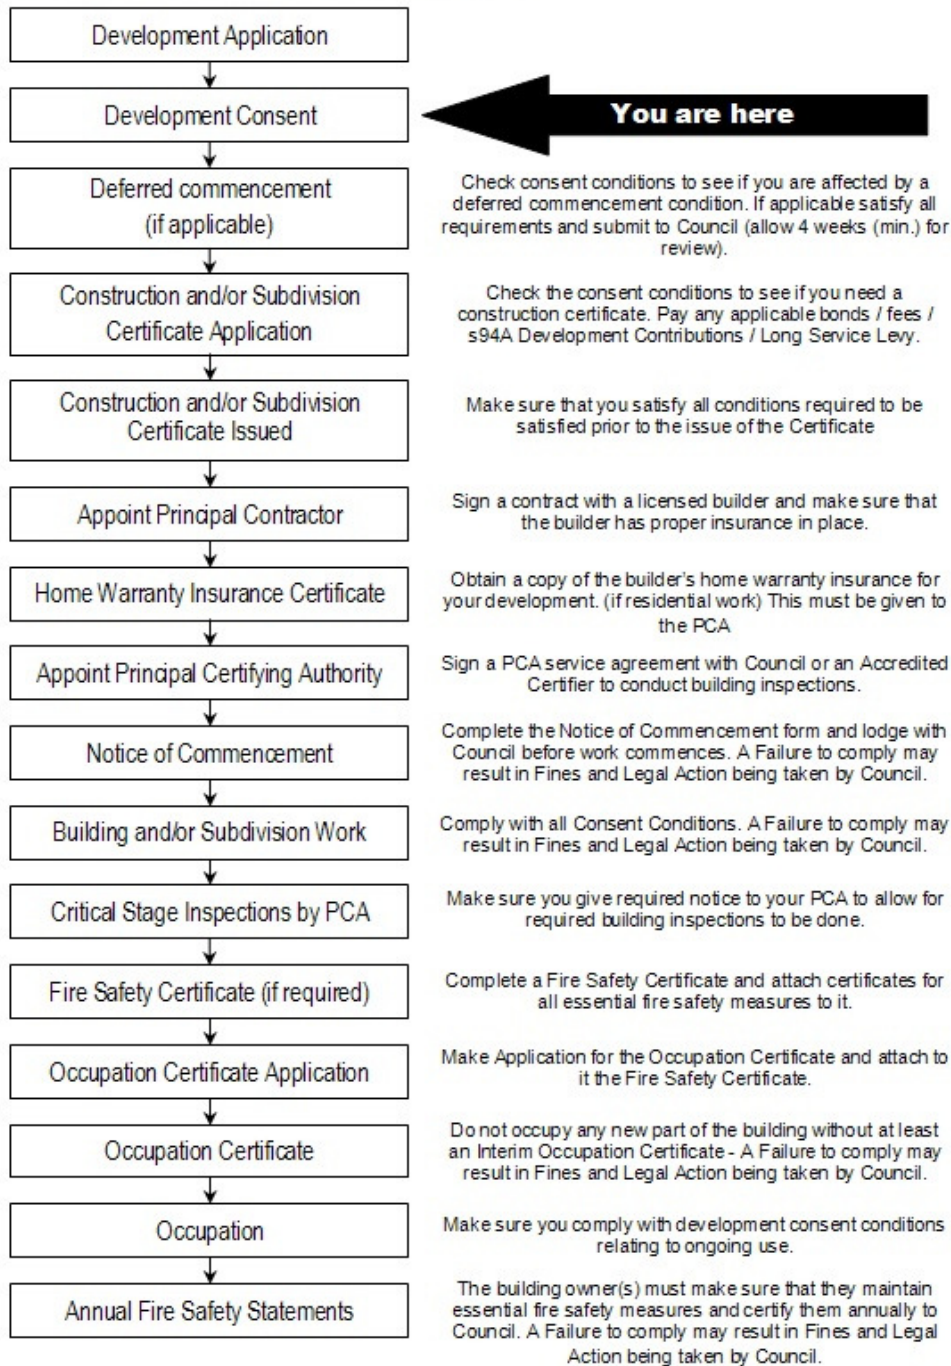 Development Application
Development Consent
You are here
Deferred commencement
(if applicable)
Check consent conditions to see if you are affected by a
deferred commencement condition. If applicable satisfy all
requirements and submit to Council (allow 4 weeks (min.) for
review).
Construction and/or Subdivision
Certificate Application
Check the consent conditions to see if you need a
construction certificate. Pay any applicable bonds / fees /
s94A Development Contributions / Long Service Levy.
Construction and/or Subdivision
Certificate Issued
Make sure that you satisfy all conditions required to be
satisfied prior to the issue of the Certificate
Appoint Principal Contractor
Sign a contract with a licensed builder and make sure that
the builder has proper insurance in place.
Home Warranty Insurance Certificate
Obtain a copy of the builder's home warranty insurance for
your development. (if residential work) This must be given to
the PCA
Appoint Principal Certifying Authority
Sign a PCA service agreement with Council or an Accredited
Certifier to conduct building inspections.
Notice of Commencement
Complete the Notice of Commencement form and lodge with
Council before work commences. A Failure to comply may
result in Fines and Legal Action being taken by Council.
Building and/or Subdivision Work
Comply with all Consent Conditions. A Failure to comply may
result in Fines and Legal Action being taken by Council.
Critical Stage Inspections by PCA
Make sure you give required notice to your PCA to allow for
required building inspections to be done.
Fire Safety Certificate (if required)
Complete a Fire Safety Certificate and attach certificates for
all essential fire safety measures to it.
Occupation Certificate Application
Make Application for the Occupation Certificate and attach to
it the Fire Safety Certificate.
Occupation Certificate
Do not occupy any new part of the building without at least
an Interim Occupation Certificate - A Failure to comply may
result in Fines and Legal Action being taken by Council.
Occupation
Make sure you comply with development consent conditions
relating to ongoing use.
Annual Fire Safety Statements
The building owner(s) must make sure that they maintain
essential fire safety measures and certify them annually to
Council. A Failure to comply may result in Fines and Legal
Action being taken by Council.